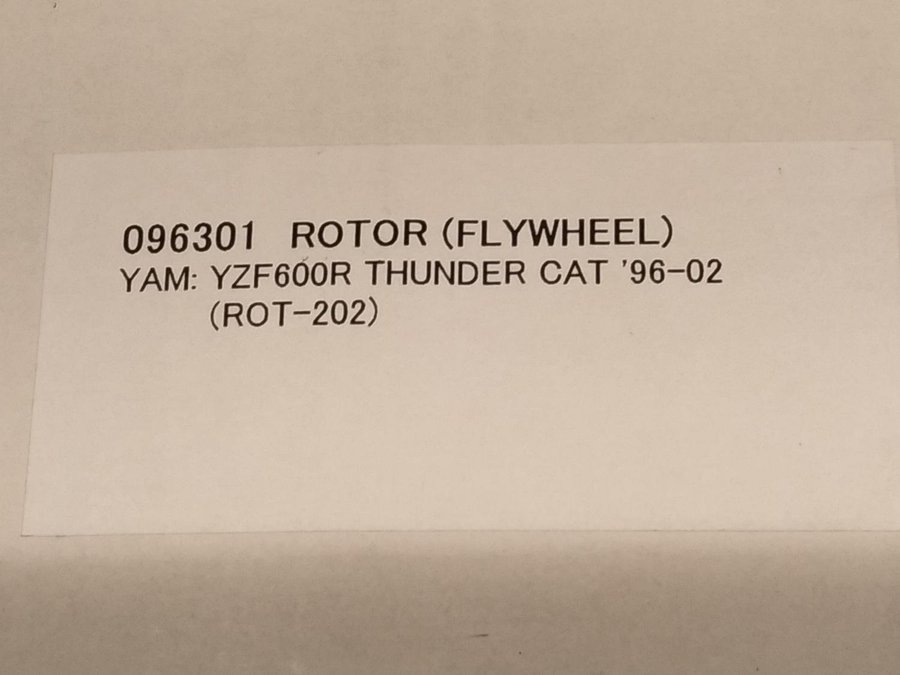 096301 ROTOR (FLYWHEEL)
YAM: YZF600R THUNDER CAT '96-02
(ROT-202)